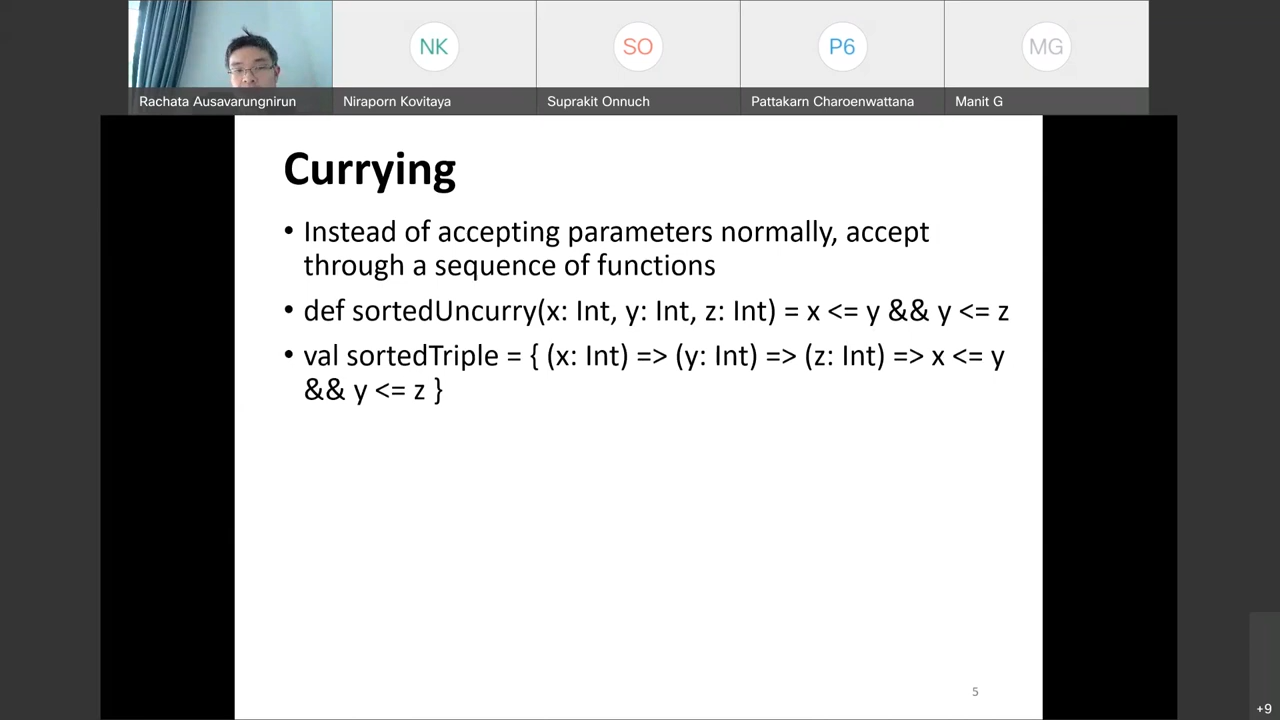 NK
SO
P6
MG
Rachata Ausavarungnirun
Niraporn Kovitaya
Suprakit Onnuch
Pattakarn Charoenwattana
Manit G
Currying
• Instead of accepting parameters normally, accept
through a sequence of functions
• def sortedUncurry(x: Int, y: Int, z: Int) = x <= y && y <= z
• val sortedTriple = { (x: Int) => (y: Int) => (z: Int) => x <= y
&& y <= z }
5
+9